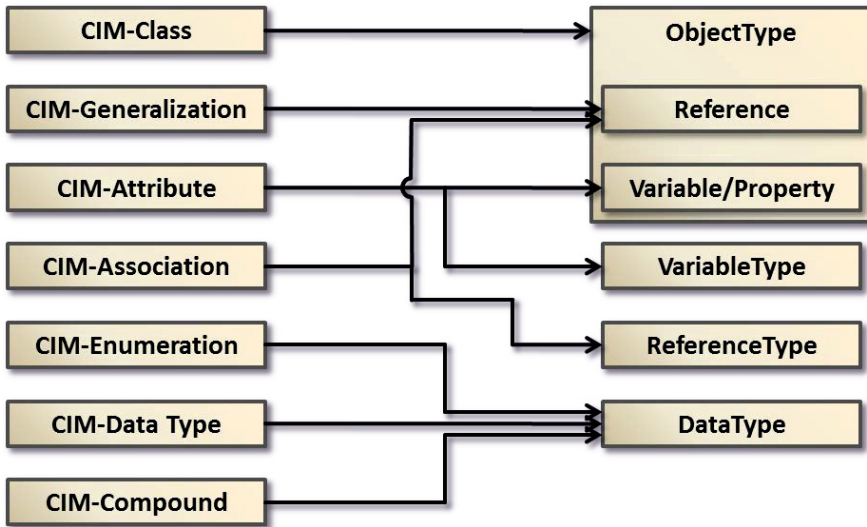 CIM-Class
ObjectType
CIM-Generalization
Reference
CIM-Attribute
Variable/Property
CIM-Association
VariableType
CIM-Enumeration
ReferenceType
CIM-Data Type
DataType
CIM-Compound